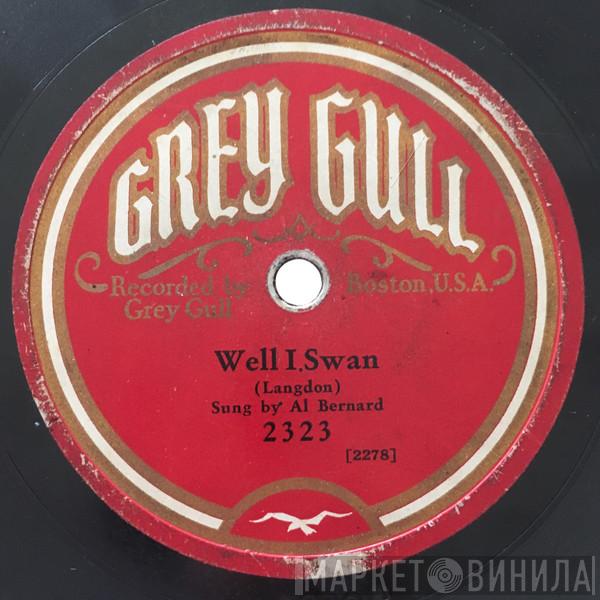 GREY GULL
Recorded by Boston, U.S.A.
Grey Gull
Well I.Swan
(Langdon)
Sung by Al Bernard
2323
[2278]
МАРКЕТ ВИНИЛА